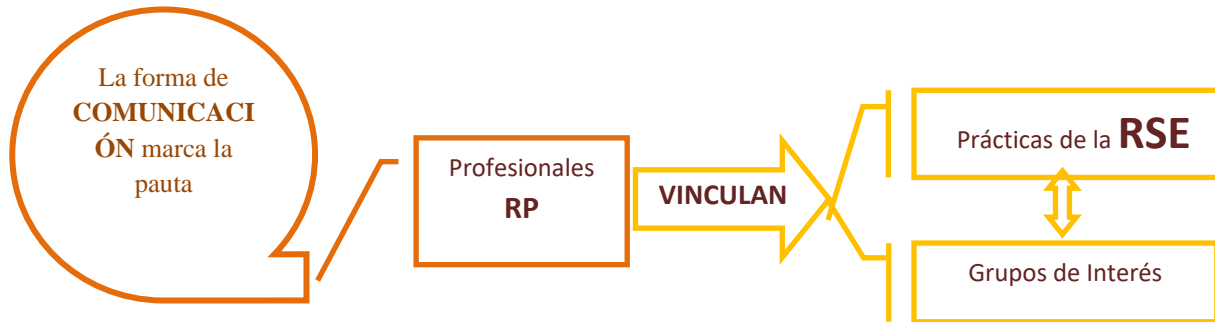 La forma de
COMUNICACI
ÓN marca la
pauta
Profesionales
RP
VINCULAN
Prácticas de la RSE
Grupos de Interés